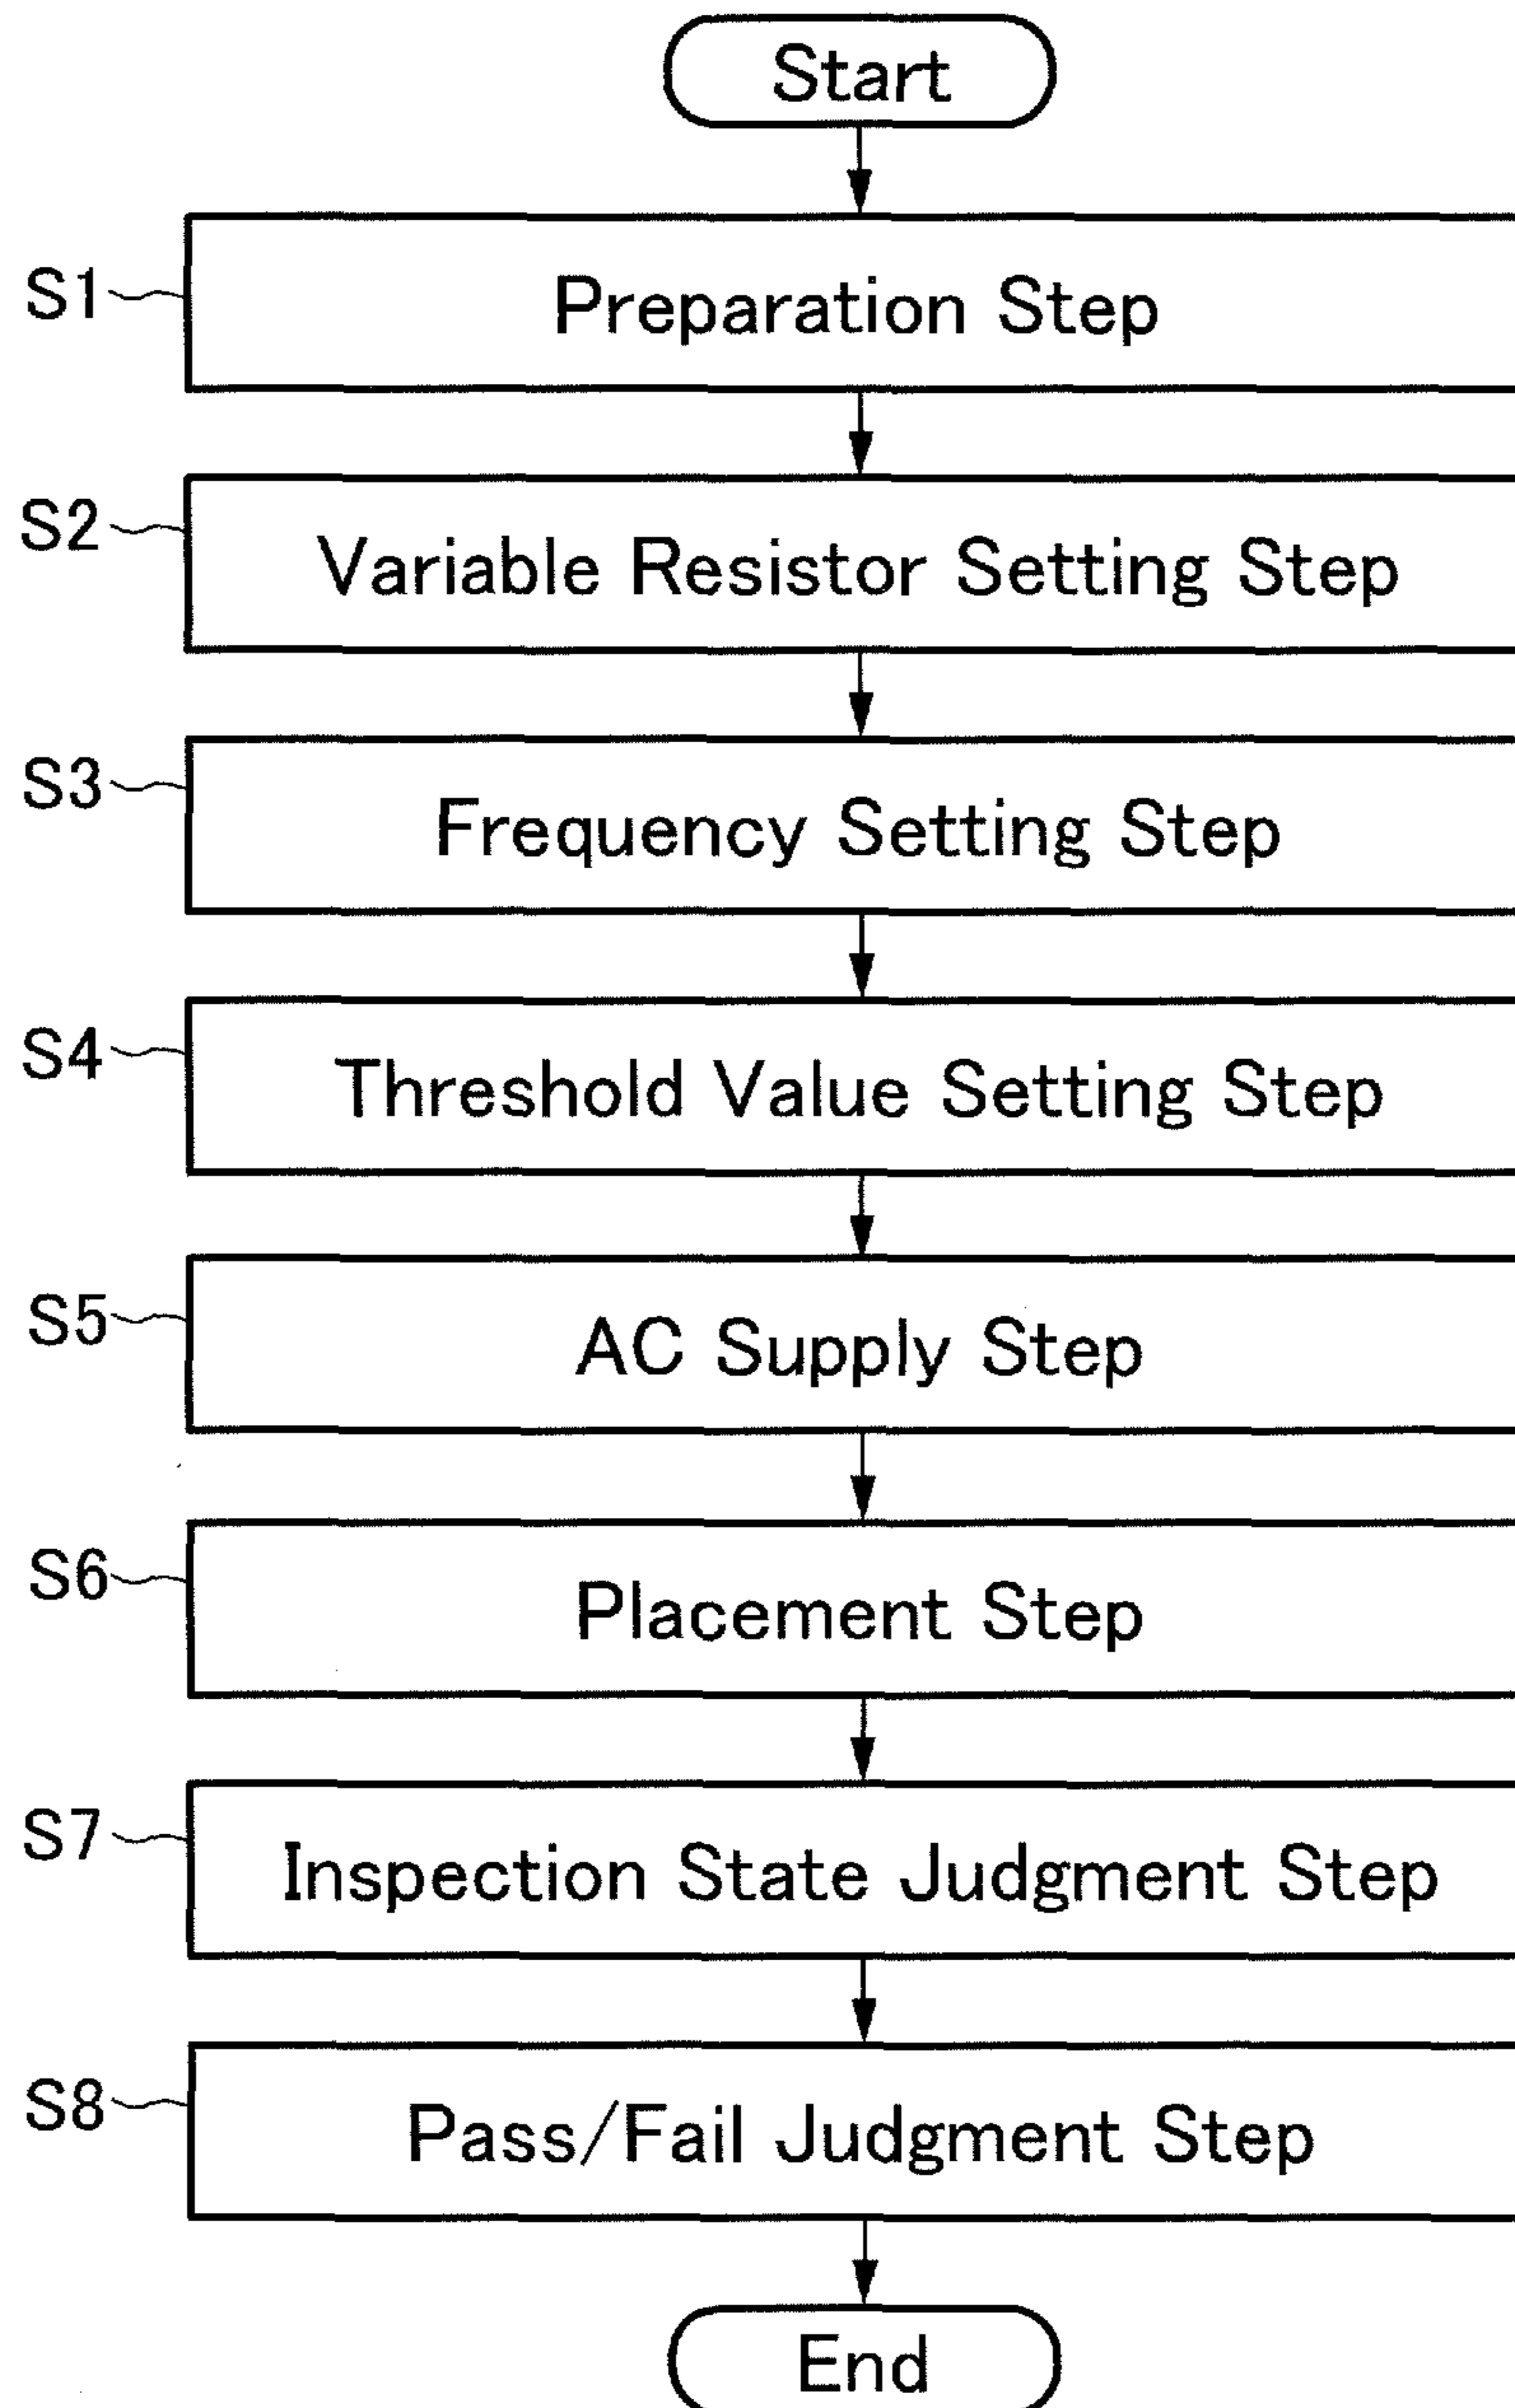 Start
S1 Preparation Step
S2 Variable Resistor Setting Step
S3 Frequency Setting Step
S4 Threshold Value Setting Step
S5 AC Supply Step
S6 Placement Step
S7 Inspection State Judgment Step
S8 Pass/Fail Judgment Step
End